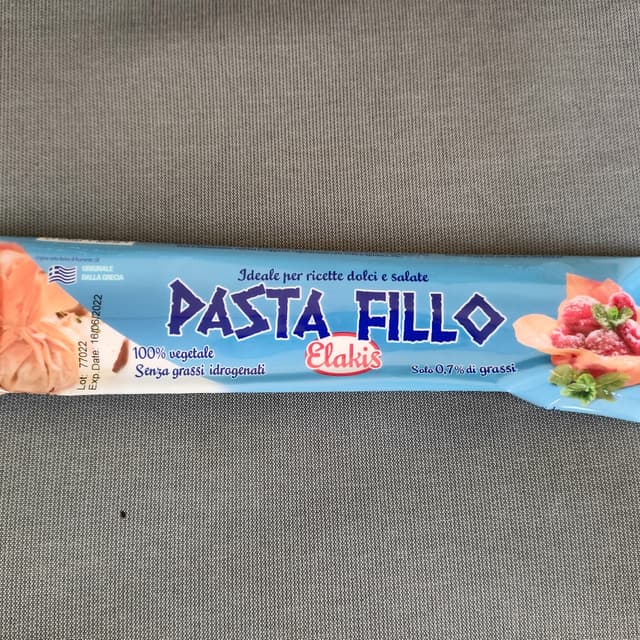 ORIGINALE
DALLA GRECIA
Ideale per ricette dolci e salate
PASTA FILLO
Elakis
100% vegetale
Senza grassi idrogenati
Solo 0,7% di grassi
Lot: 77022
Exp. Date: 16/06/2022